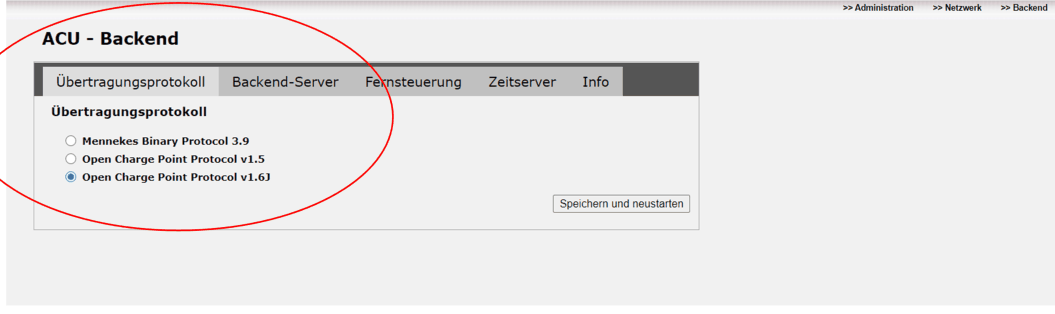 >> Administration >> Netzwerk >> Backend
ACU - Backend
Übertragungsprotokoll Backend-Server Fernsteuerung Zeitserver Info
Übertragungsprotokoll
Mennekes Binary Protocol 3.9
Open Charge Point Protocol v1.5
Open Charge Point Protocol v1.6J
Speichern und neustarten